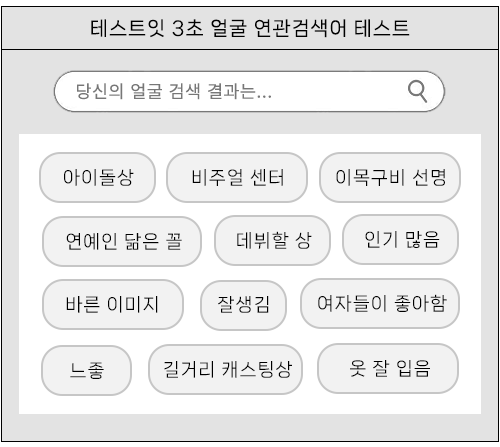 테스트잇 3초 얼굴 연관검색어 테스트
당신의 얼굴 검색 결과는...
아이돌상 비주얼 센터 이목구비 선명
연예인 닮은 꼴 데뷔할 상 인기 많음
바른 이미지 잘생김 여자들이 좋아함
느좋 길거리 캐스팅상 옷 잘 입음